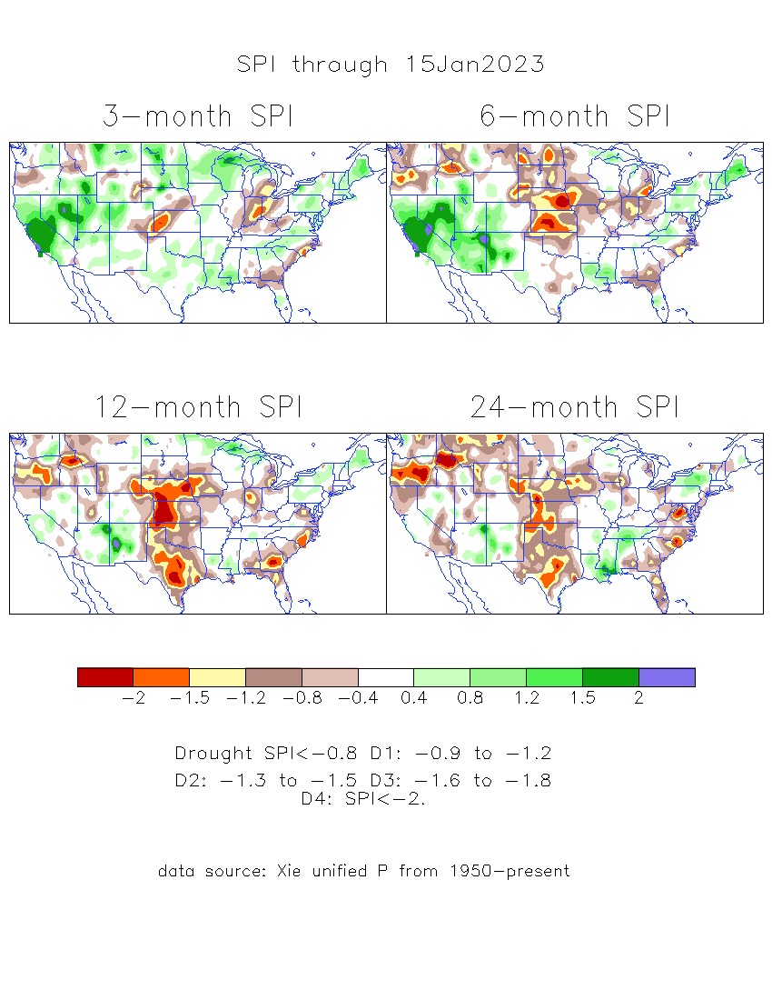 SPI through 15Jan2023
3-month SPI
6-month SPI
12-month SPI
24-month SPI
-2 -1.5 -1.2 -0.8 -0.4 0.4 0.8 1.2 1.5 2
Drought SPI<-0.8 D1: -0.9 to -1.2
D2: -1.3 to -1.5 D3: -1.6 to -1.8
D4: SPI<-2.
data source: Xie unified P from 1950-present